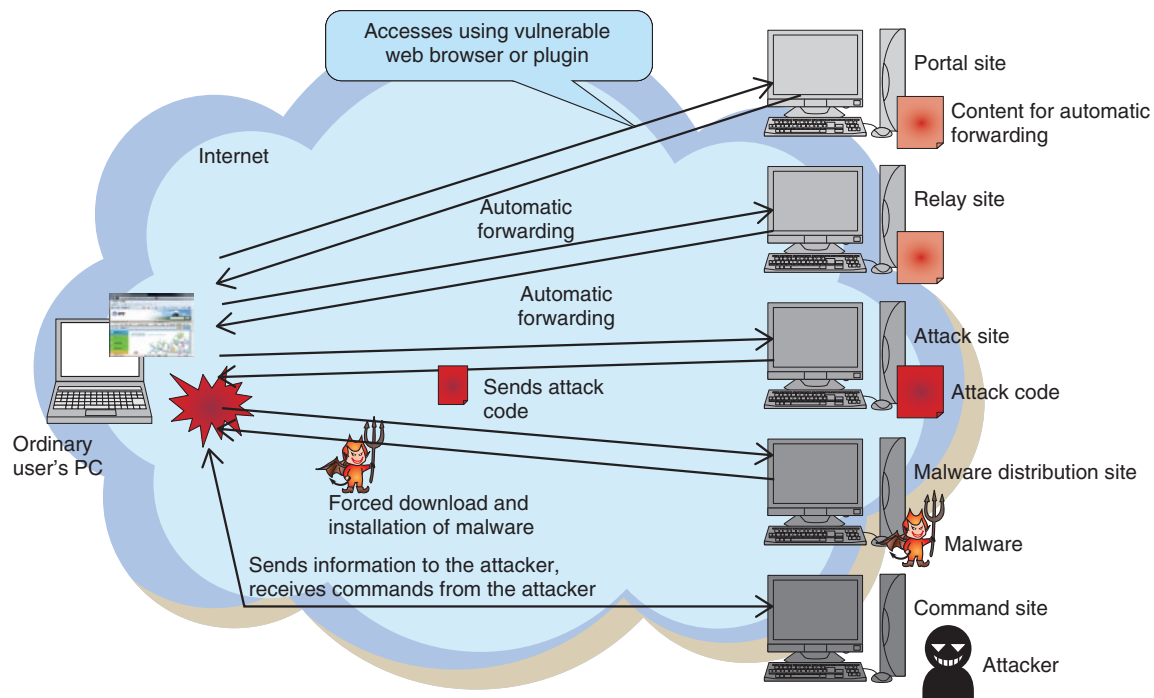 Accesses using vulnerable
web browser or plugin
Portal site
Content for automatic
forwarding
Internet
Relay site
Automatic
forwarding
Automatic
forwarding
Attack site
Sends attack
code
Attack code
Ordinary
user's PC
Malware distribution site
Forced download and
installation of malware
Malware
Sends information to the attacker,
receives commands from the attacker
Command site
Attacker